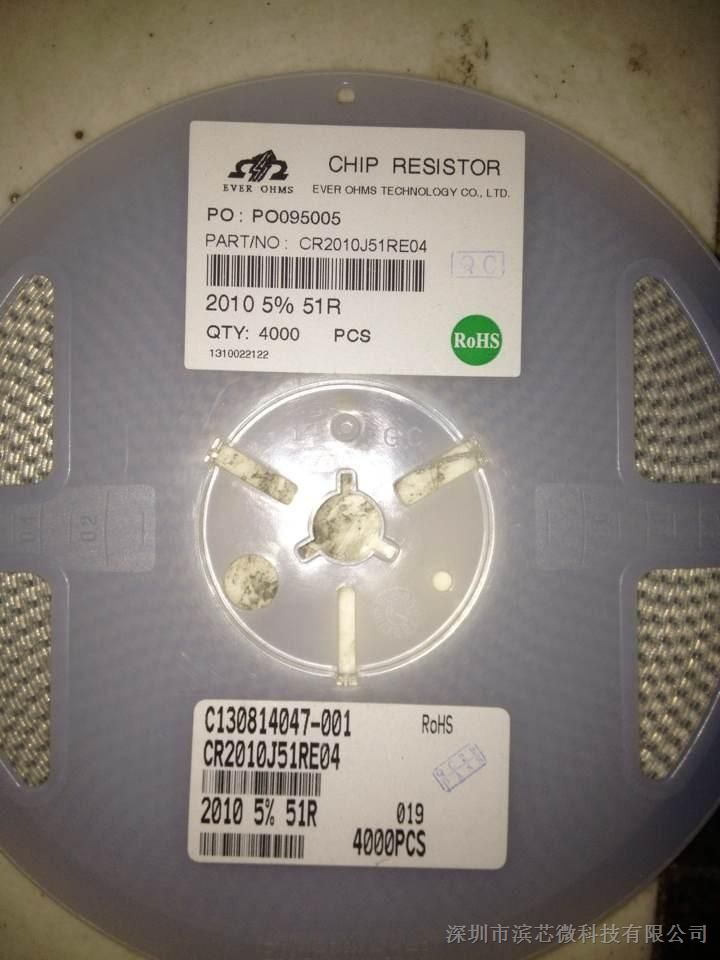 CHIP RESISTOR
EVER OHMS
EVER OHMS TECHNOLOGY CO., LTD.
PO : PO095005
PART/NO : CR2010J51RE04
QC
2010 5% 51R
QTY: 4000 PCS
RoHS
1310022122
C130814047-001
RoHS
CR2010J51RE04
2010 5% 51R
019
4000PCS
深圳市滨芯微科技有限公司